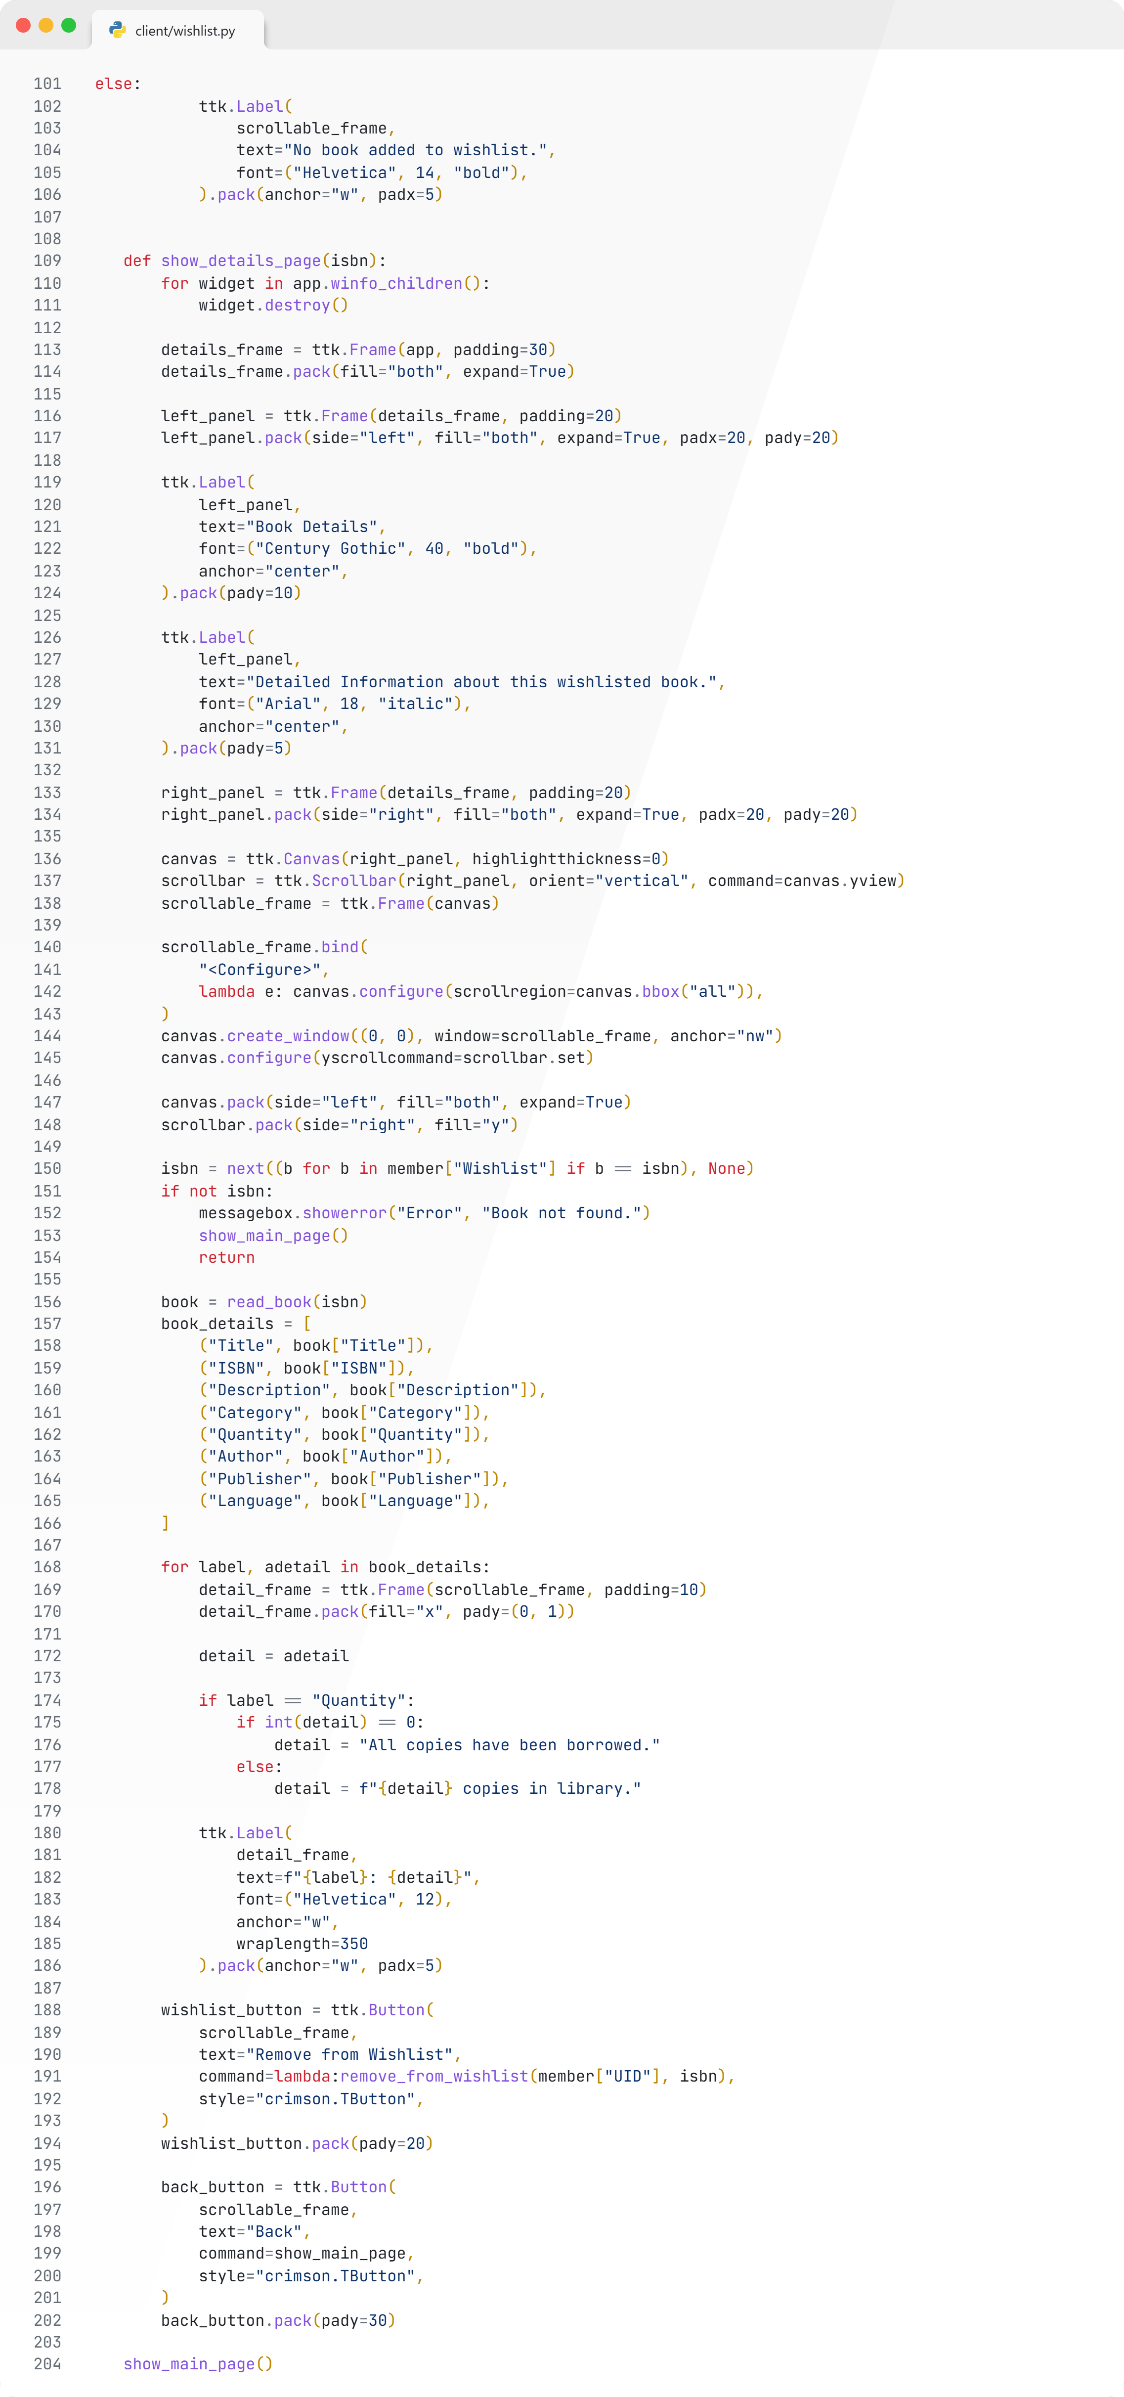 client/wishlist.py
101 else:
102 ttk.Label(
103 scrollable_frame,
104 text="No book added to wishlist.",
105 font=("Helvetica", 14, "bold"),
106 ).pack(anchor="w", padx=5)
107
108
109 def show_details_page(isbn):
110 for widget in app.winfo_children():
111 widget.destroy()
112
113 details_frame = ttk.Frame(app, padding=30)
114 details_frame.pack(fill="both", expand=True)
115
116 left_panel = ttk.Frame(details_frame, padding=20)
117 left_panel.pack(side="left", fill="both", expand=True, padx=20, pady=20)
118
119 ttk.Label(
120 left_panel,
121 text="Book Details",
122 font=("Century Gothic", 40, "bold"),
123 anchor="center",
124 ).pack(pady=10)
125
126 ttk.Label(
127 left_panel,
128 text="Detailed Information about this wishlisted book.",
129 font=("Arial", 18, "italic"),
130 anchor="center",
131 ).pack(pady=5)
132
133 right_panel = ttk.Frame(details_frame, padding=20)
134 right_panel.pack(side="right", fill="both", expand=True, padx=20, pady=20)
135
136 canvas = ttk.Canvas(right_panel, highlightthickness=0)
137 scrollbar = ttk.Scrollbar(right_panel, orient="vertical", command=canvas.yview)
138 scrollable_frame = ttk.Frame(canvas)
139
140 scrollable_frame.bind(
141 "<Configure>",
142 lambda e: canvas.configure(scrollregion=canvas.bbox("all")),
143 )
144 canvas.create_window((0, 0), window=scrollable_frame, anchor="nw")
145 canvas.configure(yscrollcommand=scrollbar.set)
146
147 canvas.pack(side="left", fill="both", expand=True)
148 scrollbar.pack(side="right", fill="y")
149
150 isbn = next((b for b in member["Wishlist"] if b == isbn), None)
151 if not isbn:
152 messagebox.showerror("Error", "Book not found.")
153 show_main_page()
154 return
155
156 book = read_book(isbn)
157 book_details = [
158 ("Title", book["Title"]),
159 ("ISBN", book["ISBN"]),
160 ("Description", book["Description"]),
161 ("Category", book["Category"]),
162 ("Quantity", book["Quantity"]),
163 ("Author", book["Author"]),
164 ("Publisher", book["Publisher"]),
165 ("Language", book["Language"]),
166 ]
167
168 for label, adetail in book_details:
169 detail_frame = ttk.Frame(scrollable_frame, padding=10)
170 detail_frame.pack(fill="x", pady=(0, 1))
171
172 detail = adetail
173
174 if label == "Quantity":
175 if int(detail) == 0:
176 detail = "All copies have been borrowed."
177 else:
178 detail = f"{detail} copies in library."
179
180 ttk.Label(
181 detail_frame,
182 text=f"{label}: {detail}",
183 font=("Helvetica", 12),
184 anchor="w",
185 wraplength=350
186 ).pack(anchor="w", padx=5)
187
188 wishlist_button = ttk.Button(
189 scrollable_frame,
190 text="Remove from Wishlist",
191 command=lambda:remove_from_wishlist(member["UID"], isbn),
192 style="crimson.TButton",
193 )
194 wishlist_button.pack(pady=20)
195
196 back_button = ttk.Button(
197 scrollable_frame,
198 text="Back",
199 command=show_main_page,
200 style="crimson.TButton",
201 )
202 back_button.pack(pady=30)
203
204 show_main_page()